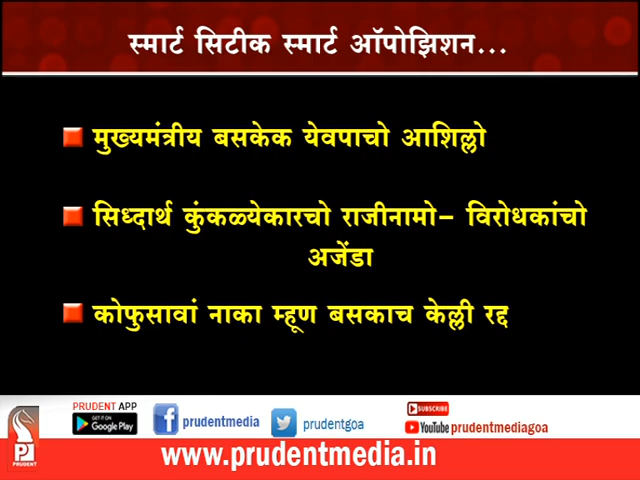 स्मार्ट सिटीक स्मार्ट ऑपोझिशन...
मुख्यमंत्रीय बसकेक येवपाचो आशिल्लो
सिध्दार्थ कुंकळ्येकारचो राजीनामो- विरोधकांचो
अजेंडा
कोफुसावां नाका म्हूण बसकाच केल्ली रद्द
PRUDENT APP
GET IT ON
Google Play
prudentmedia
prudentgoa
SUBSCRIBE
YouTube prudentmediagoa
PRUDENT
www.prudentmedia.in